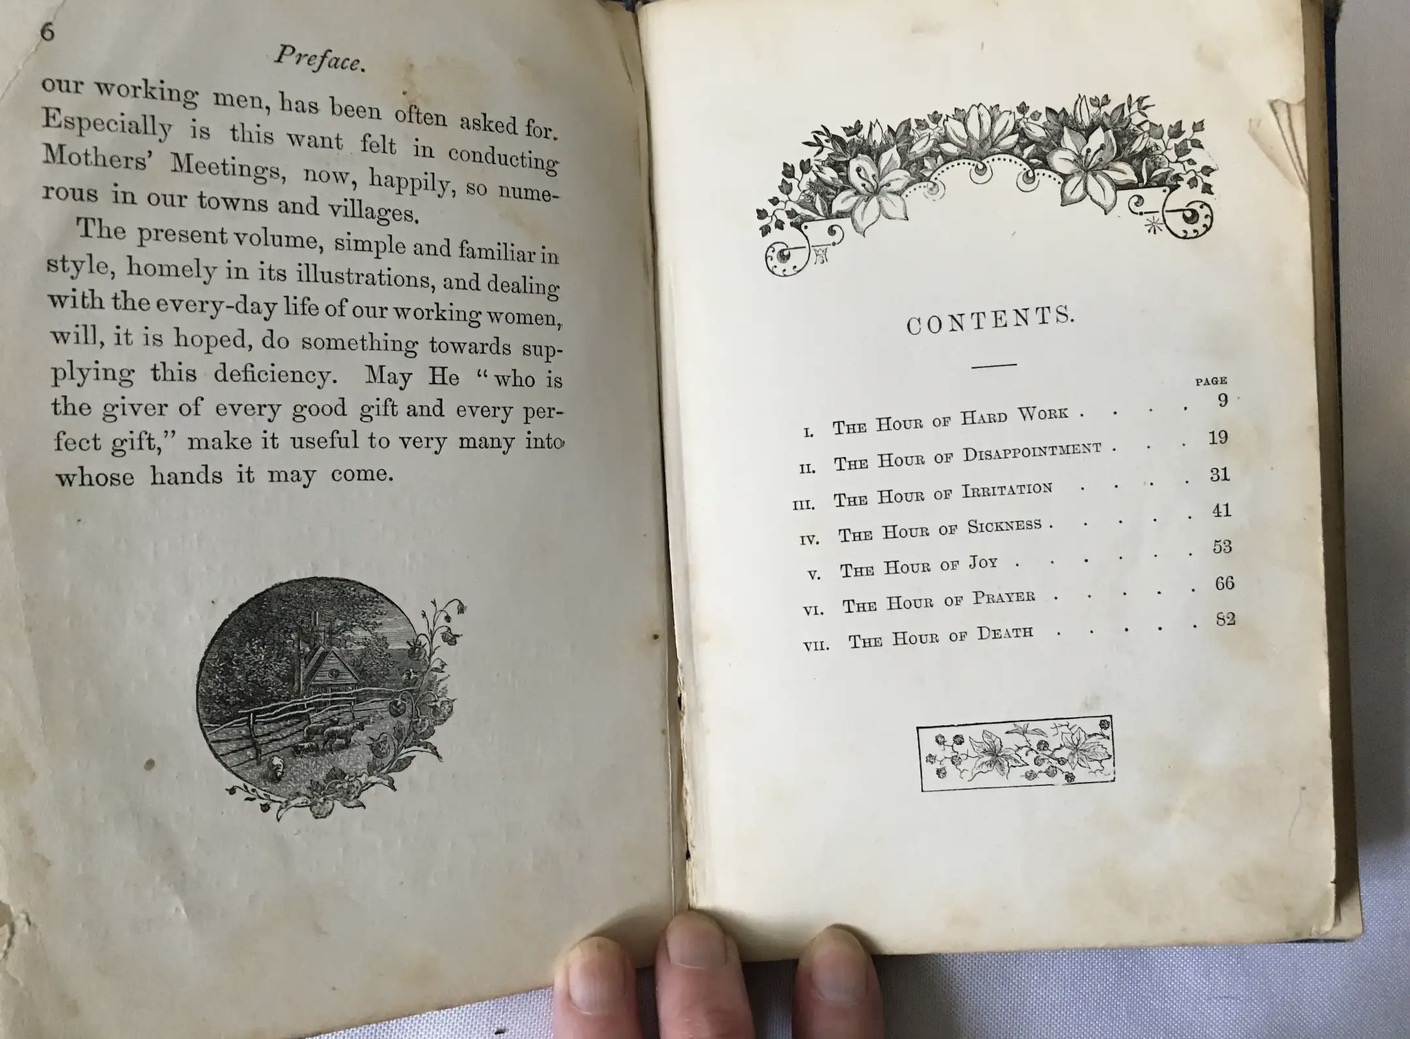 6
Preface.
our working men, has been often asked for.
Especially is this want felt in conducting
Mothers' Meetings, now, happily, so nume-
rous in our towns and villages.
The present volume, simple and familiar in
style, homely in its illustrations, and dealing
with the every-day life of our working women,
will, it is hoped, do something towards sup-
plying this deficiency. May He "who is
the giver of every good gift and every per-
fect gift," make it useful to very many into
whose hands it may come.
CONTENTS.
PAGE
I. THE HOUR OF HARD WORK . . . . 9
II. THE HOUR OF DISAPPOINTMENT . . . 19
III. THE HOUR OF IRRITATION . . . . 31
IV. THE HOUR OF SICKNESS . . . . . 41
V. THE HOUR OF JOY . . . . . . 53
VI. THE HOUR OF PRAYER . . . . . 66
VII. THE HOUR OF DEATH . . . . . 82